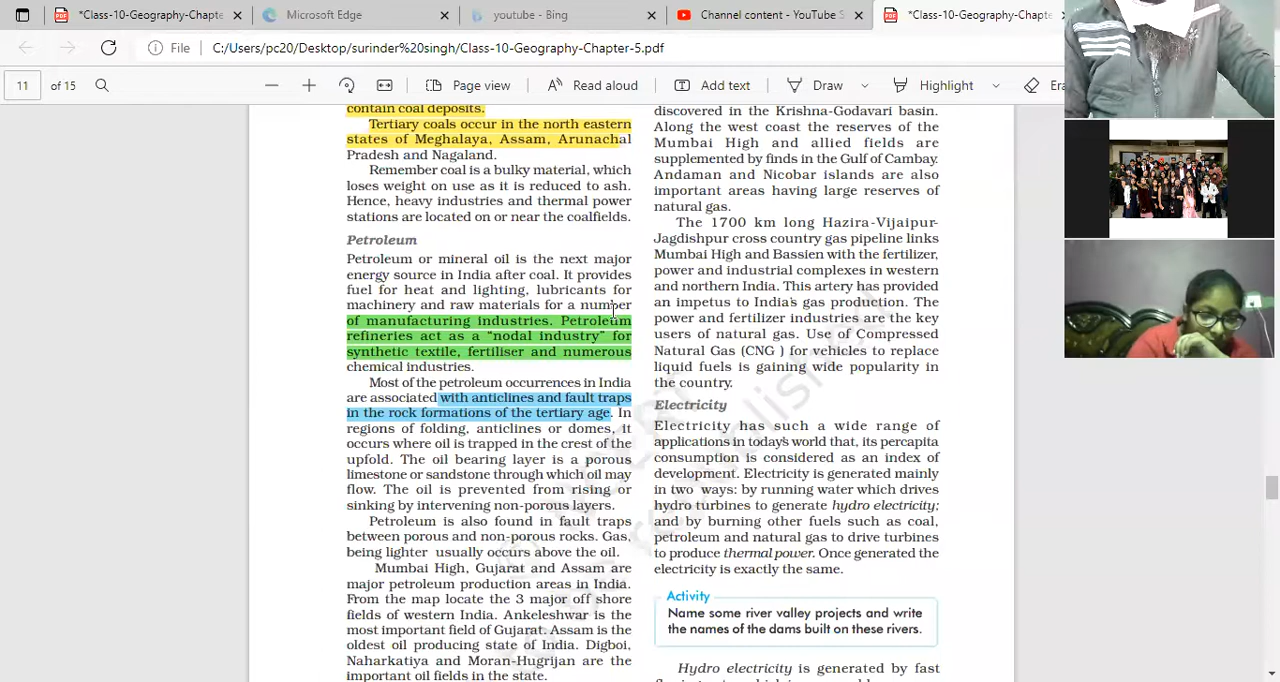 *Class-10-Geography-Chapte
Microsoft Edge
youtube - Bing
Channel content - YouTube S
*Class-10-Geography-Chapte
File
C:/Users/pc20/Desktop/surinder%20singh/Class-10-Geography-Chapter-5.pdf
11 of 15
Page view
Read aloud
Add text
Draw
Highlight
Era
contain coal deposits.
Tertiary coals occur in the north eastern
states of Meghalaya, Assam, Arunachal
Pradesh and Nagaland.
Remember coal is a bulky material, which
loses weight on use as it is reduced to ash.
Hence, heavy industries and thermal power
stations are located on or near the coalfields.
Petroleum
Petroleum or mineral oil is the next major
energy source in India after coal. It provides
fuel for heat and lighting, lubricants for
machinery and raw materials for a number
of manufacturing industries. Petroleum
refineries act as a “nodal industry” for
synthetic textile, fertiliser and numerous
chemical industries.
Most of the petroleum occurrences in India
are associated with anticlines and fault traps
in the rock formations of the tertiary age. In
regions of folding, anticlines or domes, it
occurs where oil is trapped in the crest of the
upfold. The oil bearing layer is a porous
limestone or sandstone through which oil may
flow. The oil is prevented from rising or
sinking by intervening non-porous layers.
Petroleum is also found in fault traps
between porous and non-porous rocks. Gas,
being lighter usually occurs above the oil.
Mumbai High, Gujarat and Assam are
major petroleum production areas in India.
From the map locate the 3 major off shore
fields of western India. Ankeleshwar is the
most important field of Gujarat. Assam is the
oldest oil producing state of India. Digboi,
Naharkatiya and Moran-Hugrijan are the
important oil fields in the state.
discovered in the Krishna-Godavari basin.
Along the west coast the reserves of the
Mumbai High and allied fields are
supplemented by finds in the Gulf of Cambay.
Andaman and Nicobar islands are also
important areas having large reserves of
natural gas.
The 1700 km long Hazira-Vijaipur-
Jagdishpur cross country gas pipeline links
Mumbai High and Bassien with the fertilizer,
power and industrial complexes in western
and northern India. This artery has provided
an impetus to India's gas production. The
power and fertilizer industries are the key
users of natural gas. Use of Compressed
Natural Gas (CNG ) for vehicles to replace
liquid fuels is gaining wide popularity in
the country.
Electricity
Electricity has such a wide range of
applications in today's world that, its percapita
consumption is considered as an index of
development. Electricity is generated mainly
in two ways: by running water which drives
hydro turbines to generate hydro electricity;
and by burning other fuels such as coal,
petroleum and natural gas to drive turbines
to produce thermal power. Once generated the
electricity is exactly the same.
Activity
Name some river valley projects and write
the names of the dams built on these rivers.
Hydro electricity is generated by fast